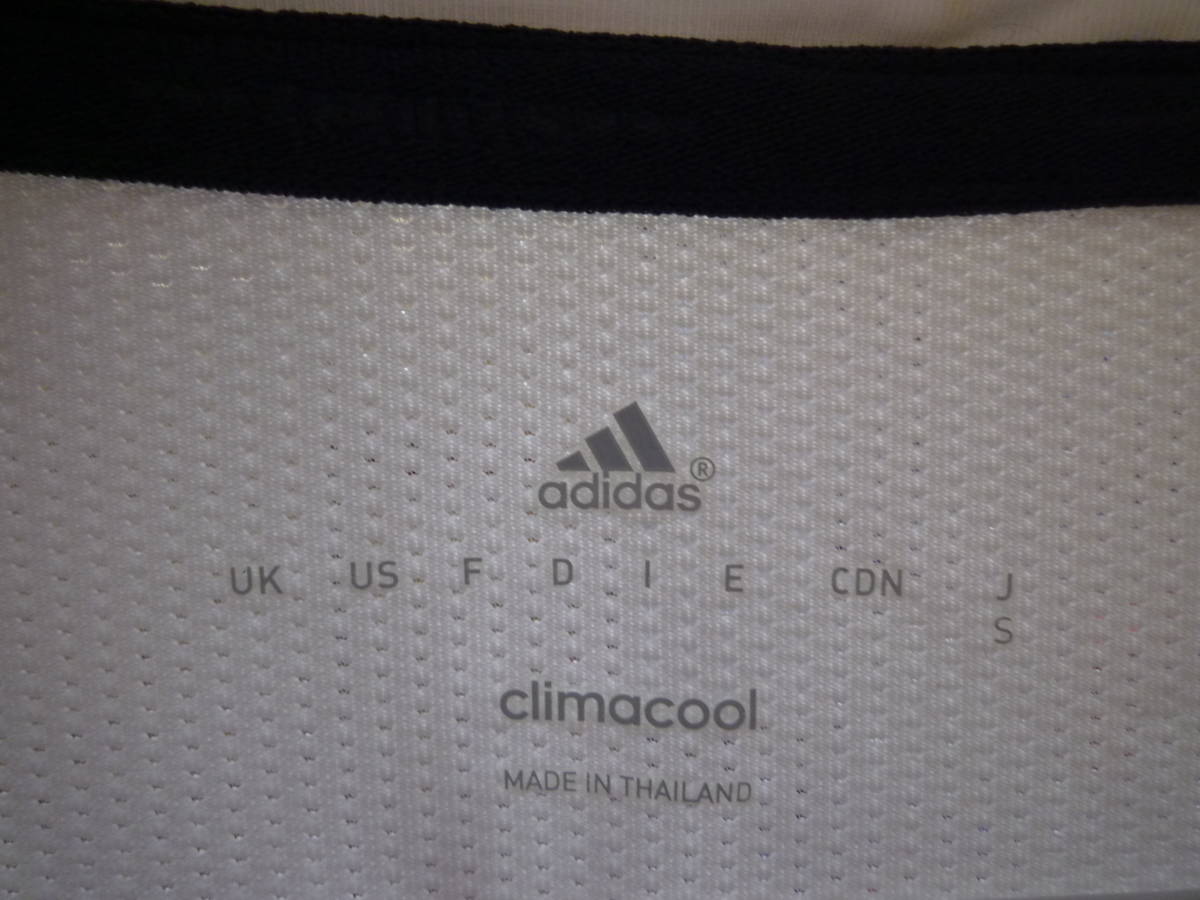 adidas®
UK US F D I E CDN J
S
climacool
MADE IN THAILAND